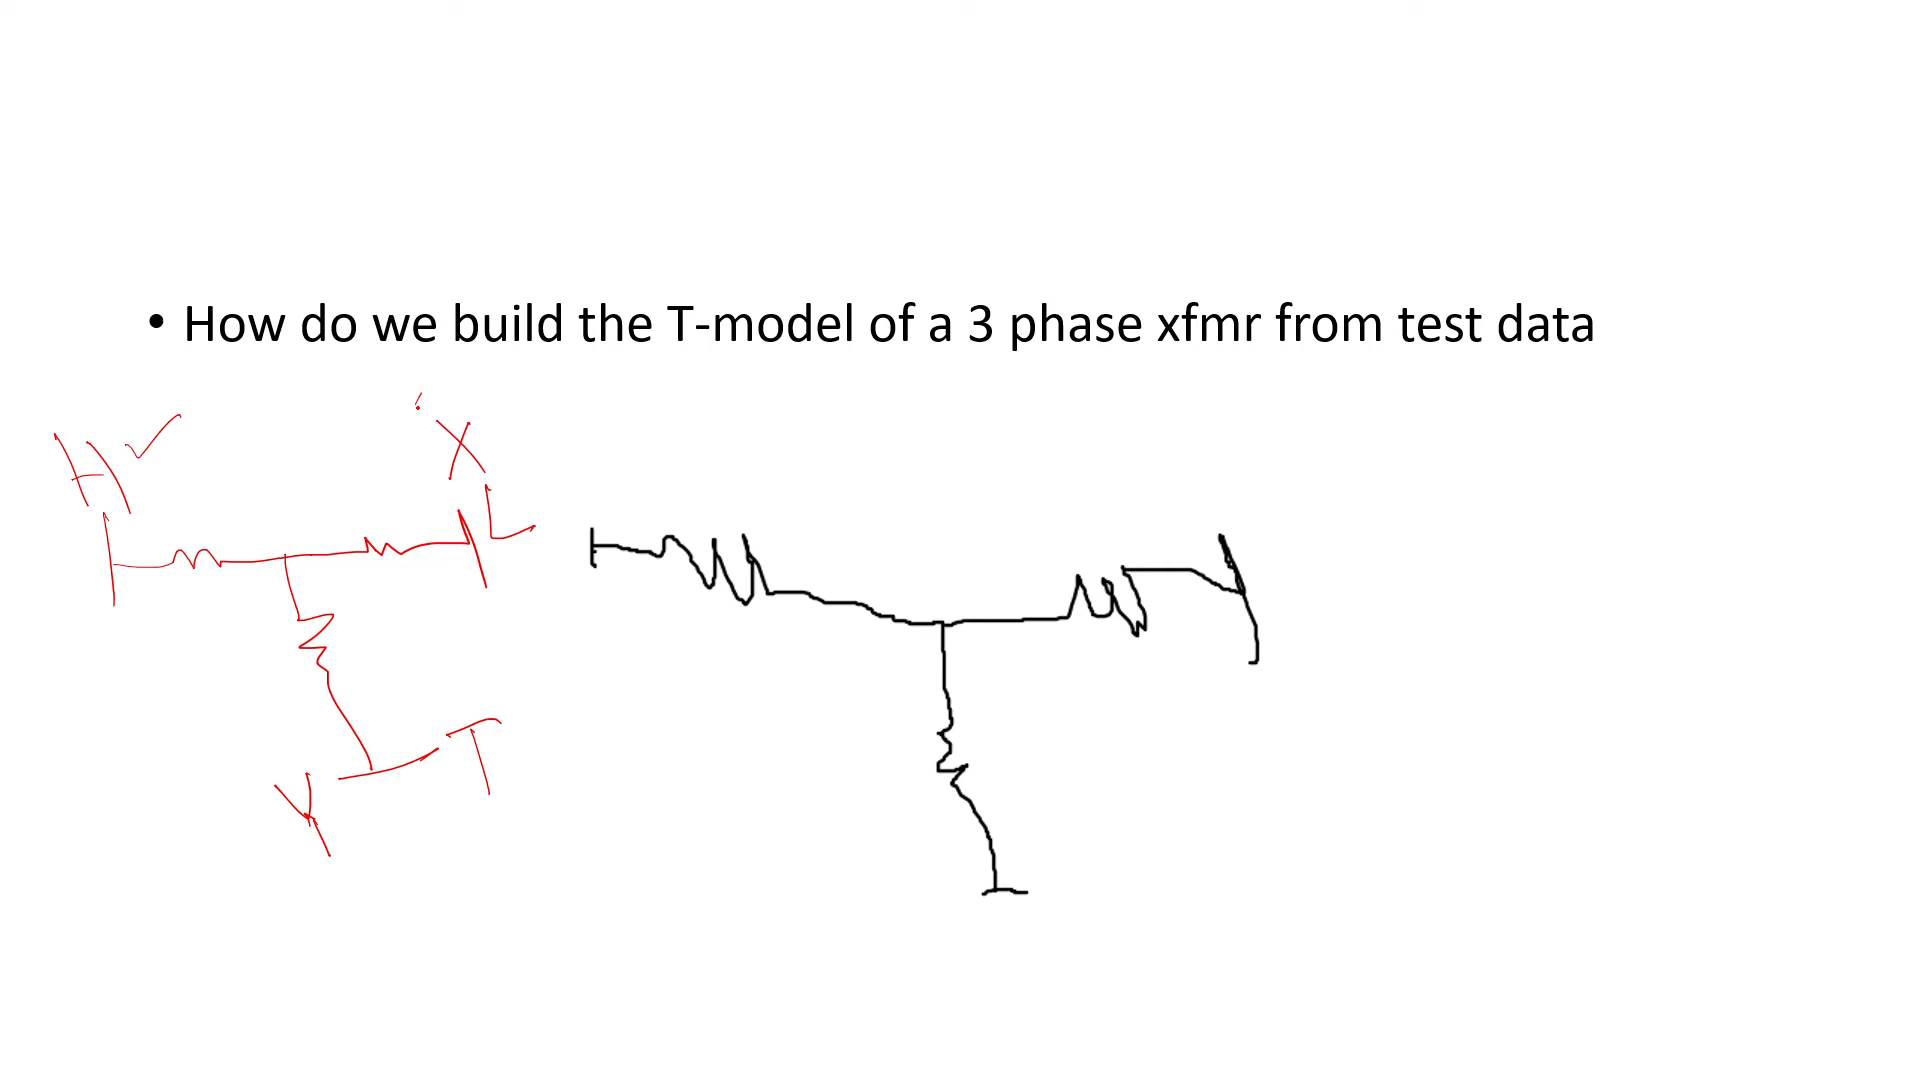 • How do we build the T-model of a 3 phase xfmr from test data
H
X
L
Y
T